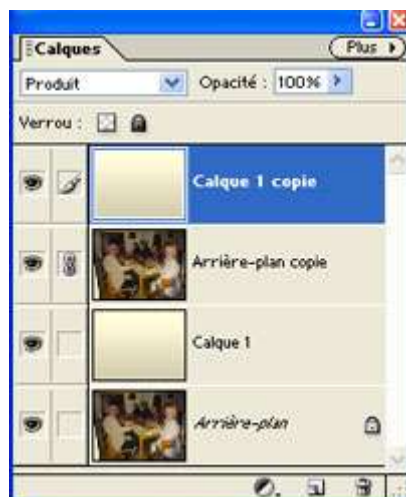 Calques
Plus
Produit Opacité : 100%
Verrou :
Calque 1 copie
Arrière-plan copie
Calque 1
Arrière-plan